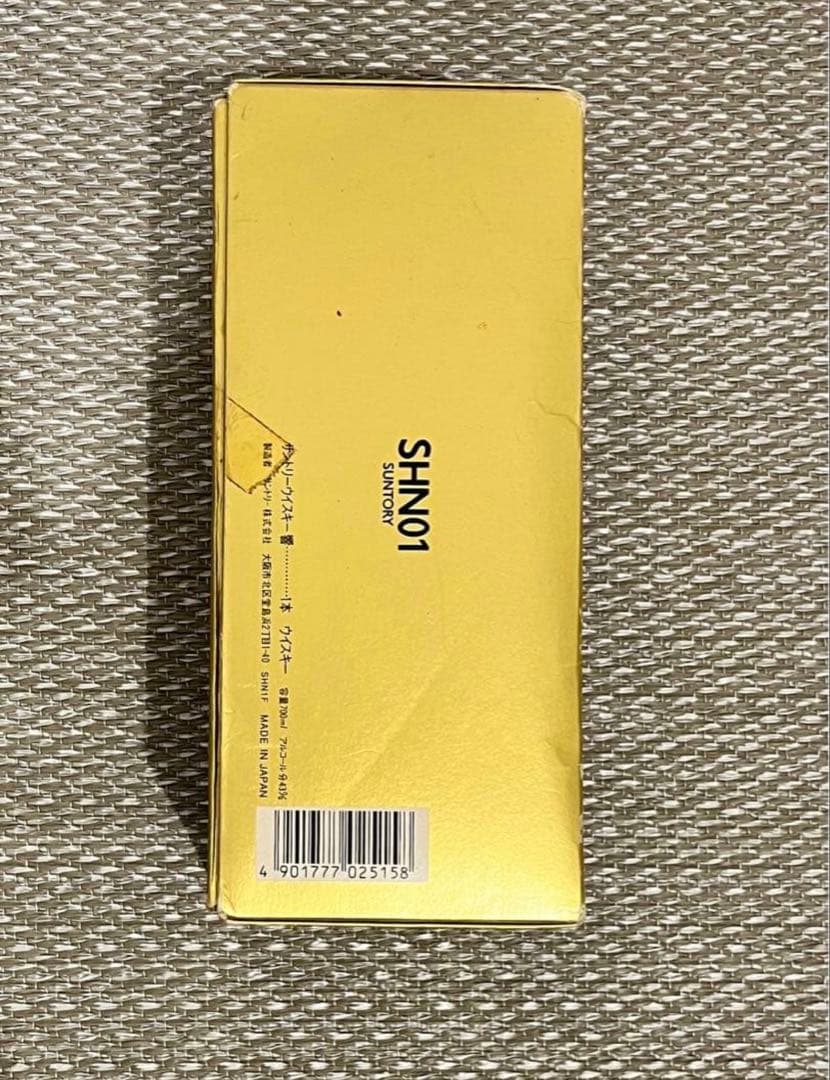 SHN01
SUNTORY
サントリーウイスキー 響…………1本 ウイスキー 容量700ml アルコール分43%
製造者 サントリー株式会社 大阪市北区堂島浜2丁目1-40 SHN1F MADE IN JAPAN
4 901777 025158